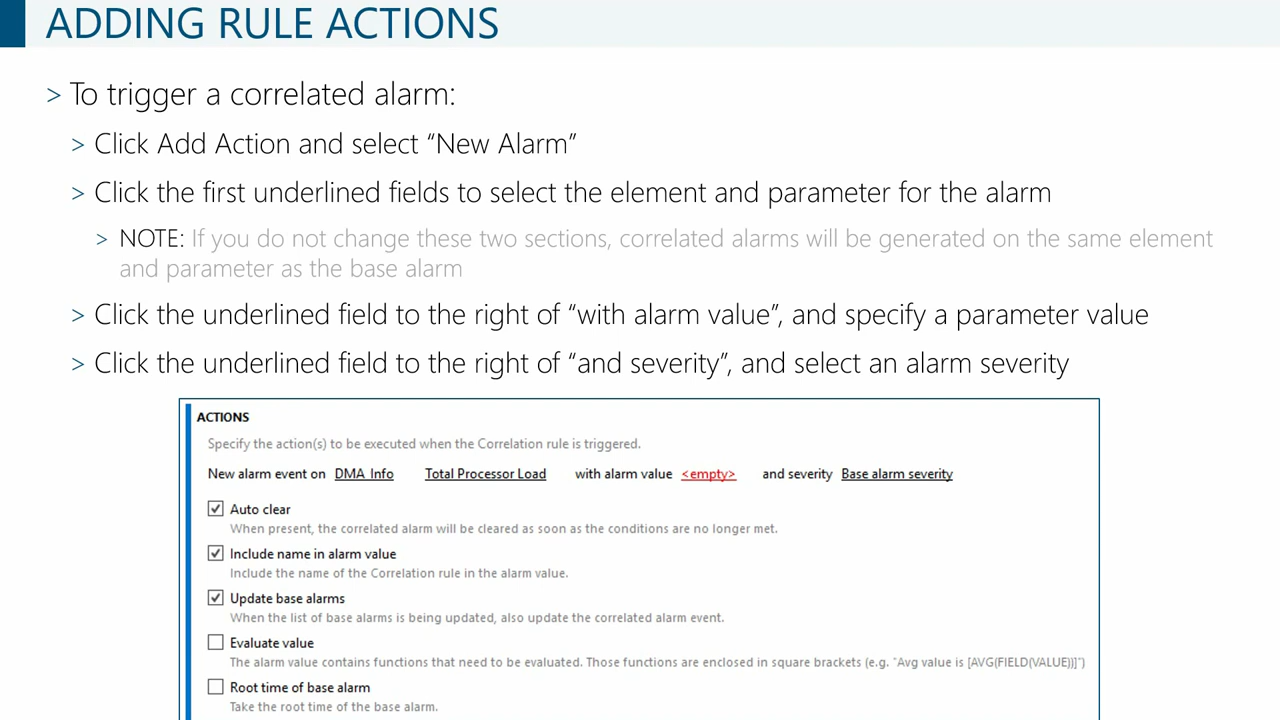 ADDING RULE ACTIONS
> To trigger a correlated alarm:
> Click Add Action and select “New Alarm”
> Click the first underlined fields to select the element and parameter for the alarm
> NOTE: If you do not change these two sections, correlated alarms will be generated on the same element
and parameter as the base alarm
> Click the underlined field to the right of “with alarm value”, and specify a parameter value
> Click the underlined field to the right of “and severity”, and select an alarm severity
ACTIONS
Specify the action(s) to be executed when the Correlation rule is triggered.
New alarm event on DMA Info Total Processor Load with alarm value <empty> and severity Base alarm severity
Auto clear
When present, the correlated alarm will be cleared as soon as the conditions are no longer met.
Include name in alarm value
Include the name of the Correlation rule in the alarm value.
Update base alarms
When the list of base alarms is being updated, also update the correlated alarm event.
Evaluate value
The alarm value contains functions that need to be evaluated. Those functions are enclosed in square brackets (e.g. "Avg value is [AVG(FIELD(VALUE))]")
Root time of base alarm
Take the root time of the base alarm.